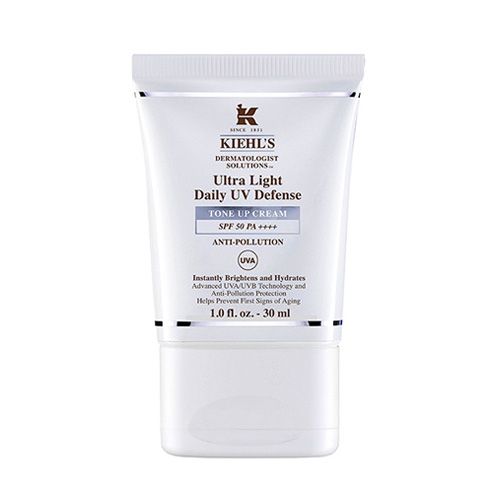 K
SINCE 1851
KIEHL'S
DERMATOLOGIST
SOLUTIONS™
Ultra Light
Daily UV Defense
TONE UP CREAM
SPF 50 PA ++++
ANTI-POLLUTION
UVA
Instantly Brightens and Hydrates
Advanced UVA/UVB Technology and
Anti-Pollution Protection
Helps Prevent First Signs of Aging
1.0 fl. oz. - 30 ml